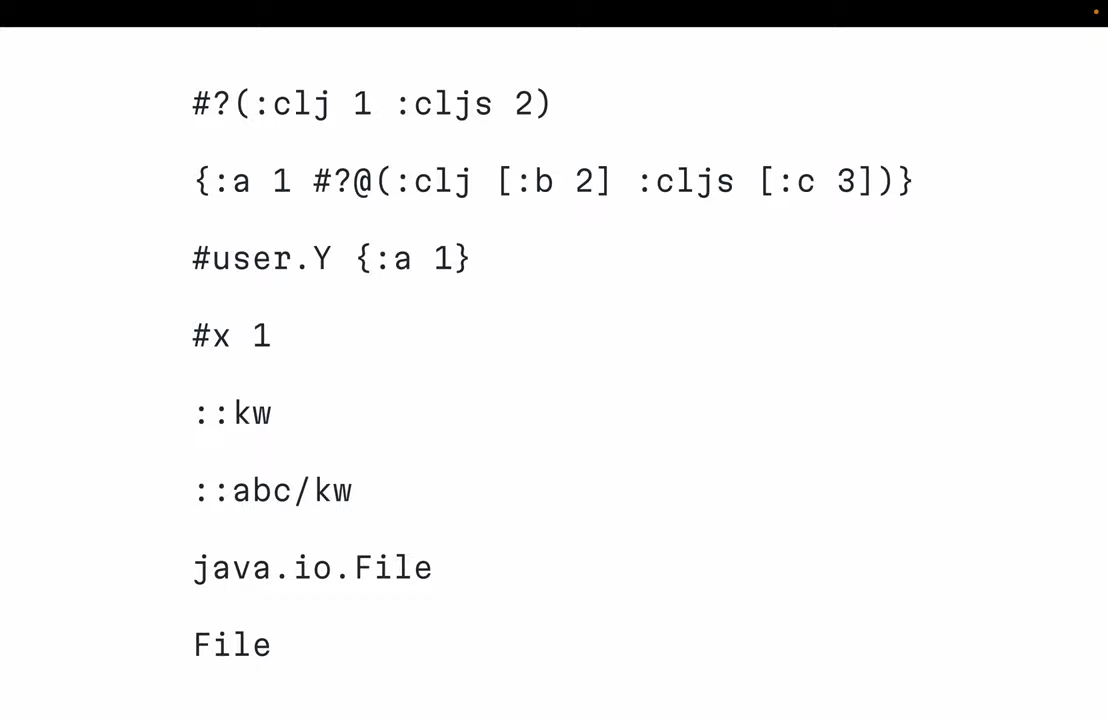 #?(:clj 1 :cljs 2)
{:a 1 #?@(:clj [:b 2] :cljs [:c 3])}
#user.Y {:a 1}
#x 1
::kw
::abc/kw
java.io.File
File